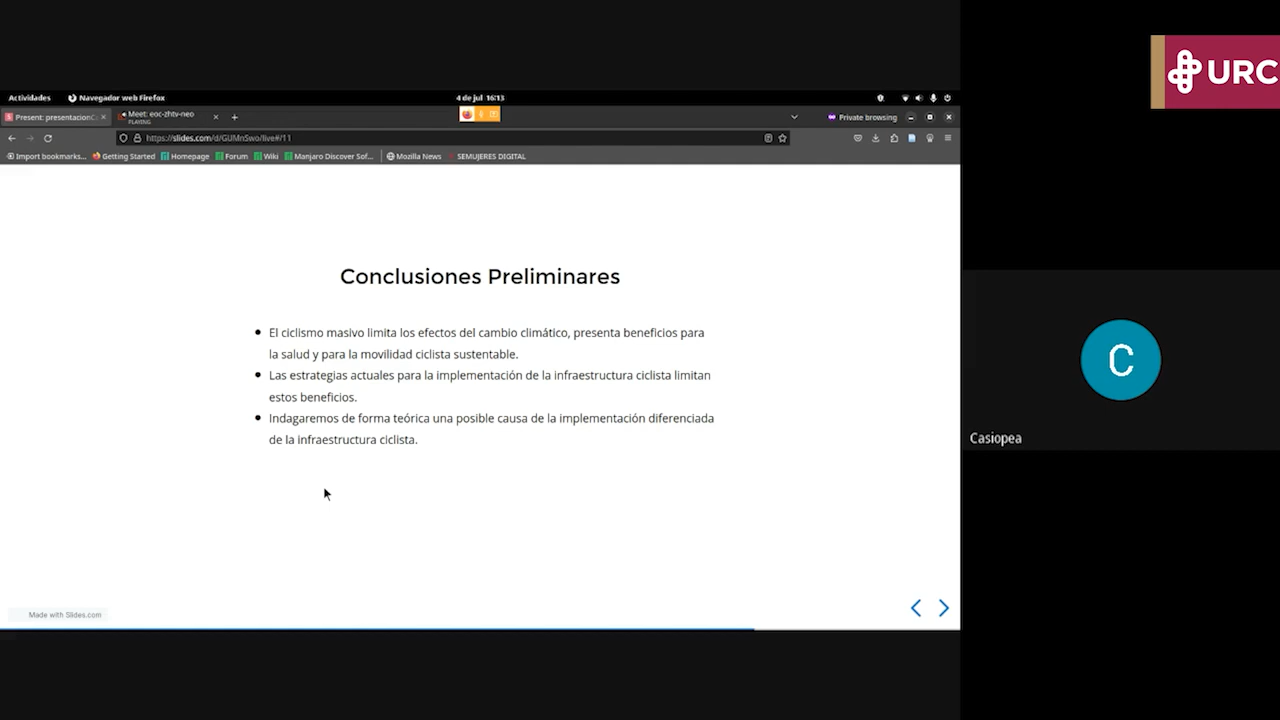 URC
Actividades
Navegador web Firefox
4 de jul 16:13
Present: presentacionC
Meet: eoc-zhtv-neo
PLAYING
Private browsing
https://slides.com/d/GUMnSwo/live#/11
Import bookmarks...
Getting Started
Homepage
Forum
Wiki
Manjaro Discover Sof...
Mozilla News
SEMUJERES DIGITAL
Conclusiones Preliminares
El ciclismo masivo limita los efectos del cambio climático, presenta beneficios para
la salud y para la movilidad ciclista sustentable.
Las estrategias actuales para la implementación de la infraestructura ciclista limitan
estos beneficios.
Indagaremos de forma teórica una posible causa de la implementación diferenciada
de la infraestructura ciclista.
C
Casiopea
Made with Slides.com